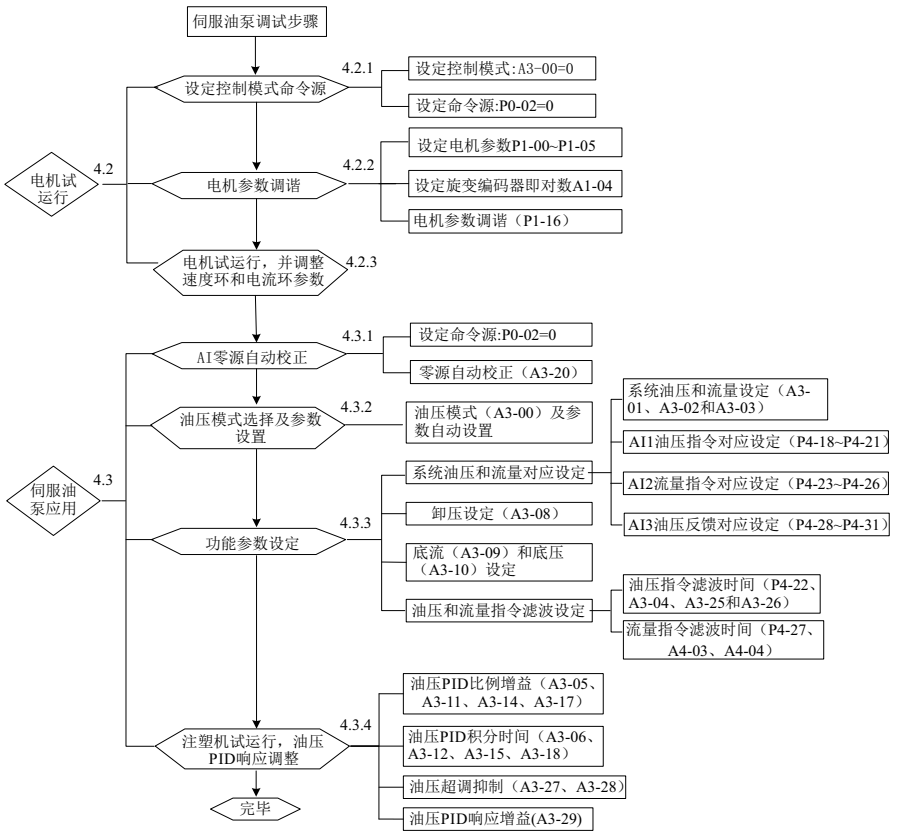 伺服油泵调试步骤
4.2.1
设定控制模式命令源
设定控制模式:A3-00=0
设定命令源:P0-02=0
4.2
电机试
运行
4.2.2
电机参数调谐
设定电机参数P1-00~P1-05
设定旋变编码器即对数A1-04
电机参数调谐（P1-16）
电机试运行，并调整
速度环和电流环参数
4.2.3
4.3.1
AI零源自动校正
设定命令源:P0-02=0
零源自动校正（A3-20）
4.3.2
油压模式选择及参数
设置
油压模式（A3-00）及参
数自动设置
4.3
伺服油
泵应用
4.3.3
功能参数设定
系统油压和流量对应设定
系统油压和流量设定（A3-
01、A3-02和A3-03）
AI1油压指令对应设定（P4-18~P4-21）
AI2流量指令对应设定（P4-23~P4-26）
AI3油压反馈对应设定（P4-28~P4-31）
卸压设定（A3-08）
底流（A3-09）和底压
（A3-10）设定
油压和流量指令滤波设定
油压指令滤波时间（P4-22、
A3-04、A3-25和A3-26）
流量指令滤波时间（P4-27、
A4-03、A4-04）
4.3.4
注塑机试运行，油压
PID响应调整
油压PID比例增益（A3-05、
A3-11、A3-14、A3-17）
油压PID积分时间（A3-06、
A3-12、A3-15、A3-18）
油压超调抑制（A3-27、A3-28）
油压PID响应增益(A3-29)
完毕